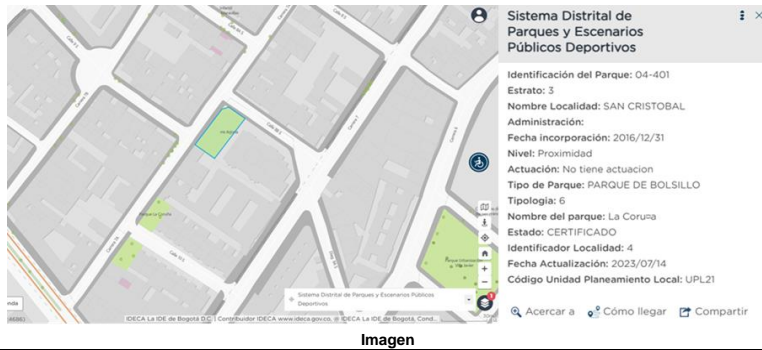 Sistema Distrital de
Parques y Escenarios
Públicos Deportivos
Identificación del Parque: 04-401
Estrato: 3
Nombre Localidad: SAN CRISTOBAL
Administración:
Fecha incorporación: 2016/12/31
Nivel: Proximidad
Actuación: No tiene actuacion
Tipo de Parque: PARQUE DE BOLSILLO
Tipologia: 6
Nombre del parque: La Coru¤a
Estado: CERTIFICADO
Identificador Localidad: 4
Fecha Actualización: 2023/07/14
Código Unidad Planeamiento Local: UPL21
Acercar a Cómo llegar Compartir
Parque La Coruña
Sistema Distrital de Parques y Escenarios Públicos
Deportivos
IDECA La IDE de Bogotá D.C. | Contribuidor IDECA www.ideca.gov.co, @ IDECA La IDE de Bogotá, Cond...
Imagen